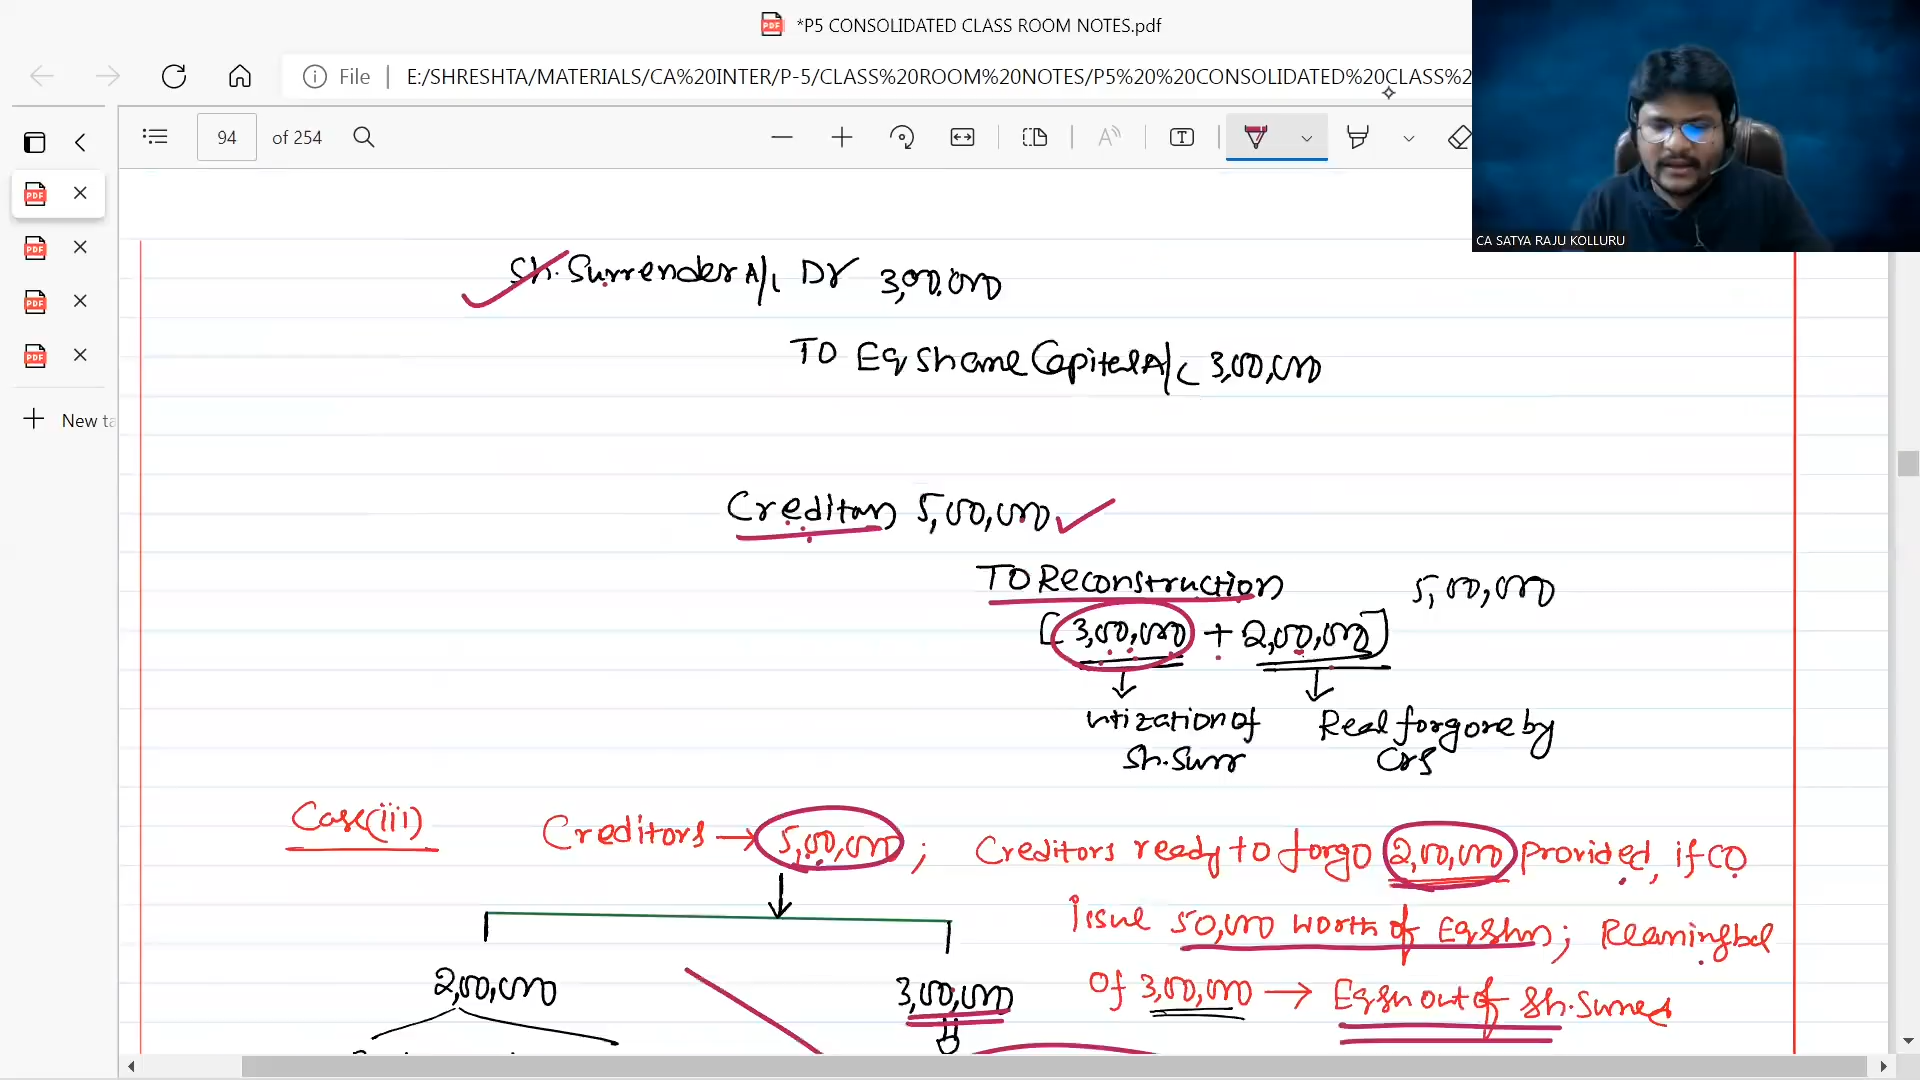 *P5 CONSOLIDATED CLASS ROOM NOTES.pdf
File
E:/SHRESHTA/MATERIALS/CA%20INTER/P-5/CLASS%20ROOM%20NOTES/P5%20%20CONSOLIDATED%20CLASS%2
94 of 254
CA SATYA RAJU KOLLURU
New ta
Sh. Surrender A/c Dr 3,00,000
TO Eq Share Capital A/c 3,00,000
Creditors 5,00,000
TO Reconstruction 5,00,000
[3,00,000 + 2,00,000]
utization of Real forgone by
Sh. Surr Crs
Case(iii) Creditors → 5,00,000 ; Creditors ready to forgo 2,00,000 Provided, if CO
issue 50,000 worth of Eq Shrs; Reaming bal
2,00,000 3,00,000 Of 3,00,000 → Eq Sh out of Sh. Surred